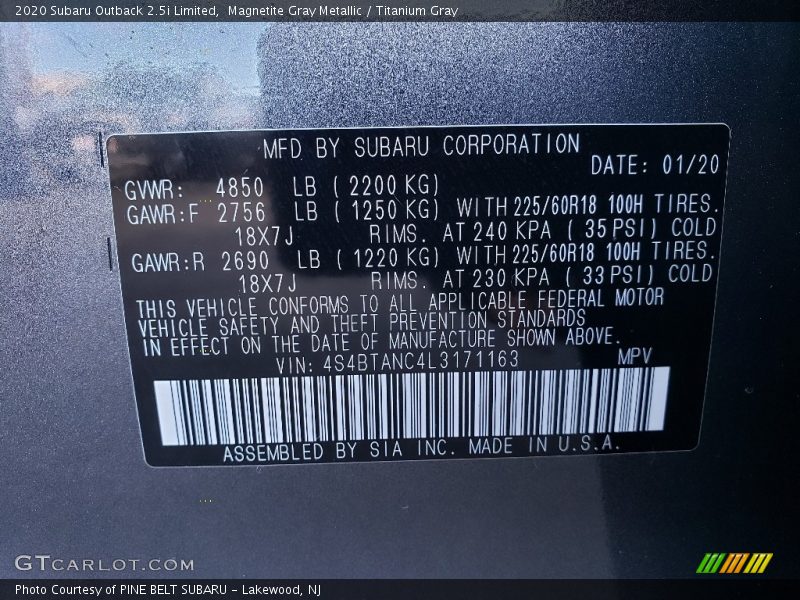 2020 Subaru Outback 2.5i Limited,  Magnetite Gray Metallic / Titanium Gray
MFD BY SUBARU CORPORATION
DATE: 01/20
GVWR: 4850 LB ( 2200 KG)
GAWR:F 2756 LB ( 1250 KG) WITH 225/60R18 100H TIRES.
18X7J RIMS. AT 240 KPA ( 35 PSI) COLD
GAWR:R 2690 LB ( 1220 KG) WITH 225/60R18 100H TIRES.
18X7J RIMS. AT 230 KPA ( 33 PSI) COLD
THIS VEHICLE CONFORMS TO ALL APPLICABLE FEDERAL MOTOR
VEHICLE SAFETY AND THEFT PREVENTION STANDARDS
IN EFFECT ON THE DATE OF MANUFACTURE SHOWN ABOVE.
VIN: 4S4BTANC4L3171163 MPV
ASSEMBLED BY SIA INC. MADE IN U.S.A.
GTCARLOT.COM
Photo Courtesy of PINE BELT SUBARU - Lakewood, NJ